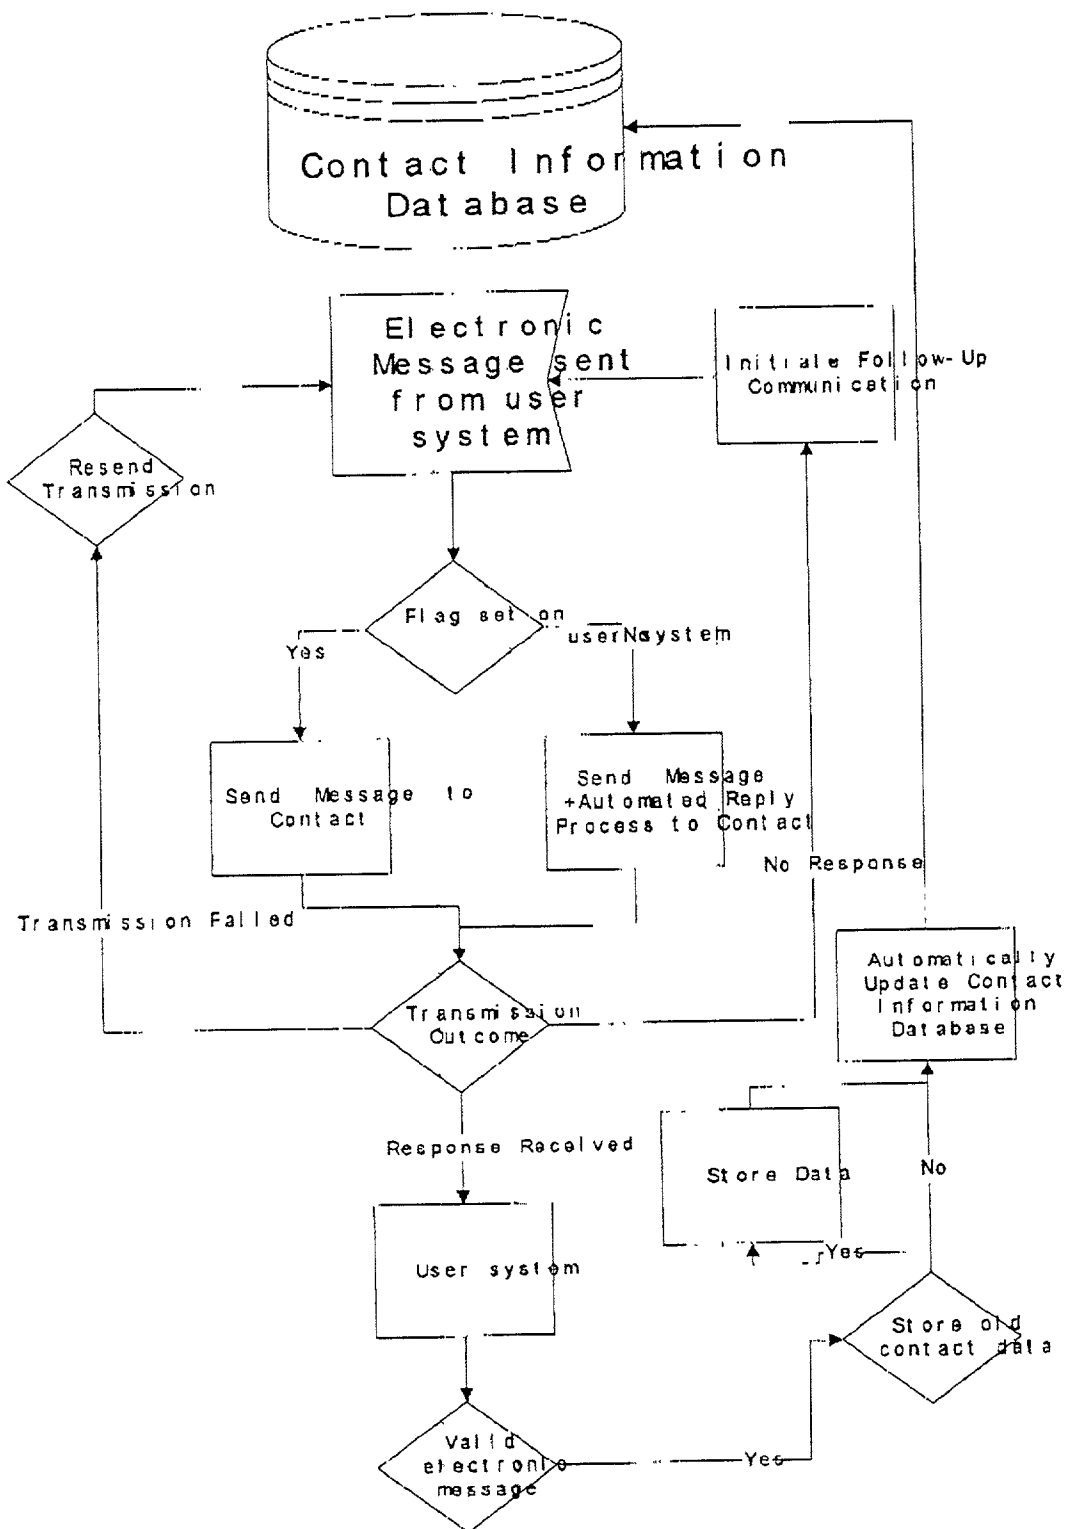 Contact Information
Database
Electronic
Message sent
from user
system
Initiate Follow-Up
Communication
Resend
Transmission
Flag set on
user system
No
Yes
Send Message to
Contact
Send Message
+Automated Reply
Process to Contact
No Response
Transmission Failed
Automatically
Update Contact
Information
Database
Transmission
Outcome
Response Received
Store Data
No
Yes
User system
Store old
contact data
Valid
electronic
message
Yes